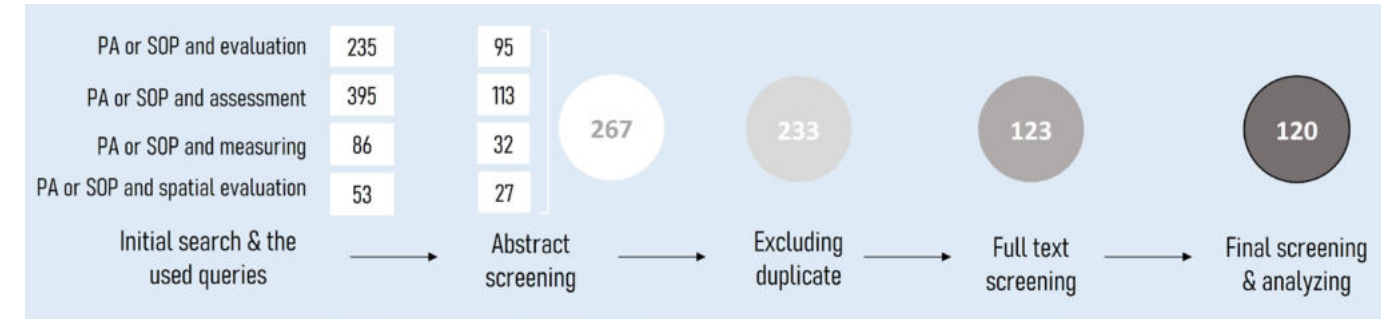 PA or SOP and evaluation 235 95
PA or SOP and assessment 395 113
PA or SOP and measuring 86 32
PA or SOP and spatial evaluation 53 27
267
233
123
120
Initial search & the
used queries
Abstract
screening
Excluding
duplicate
Full text
screening
Final screening
& analyzing